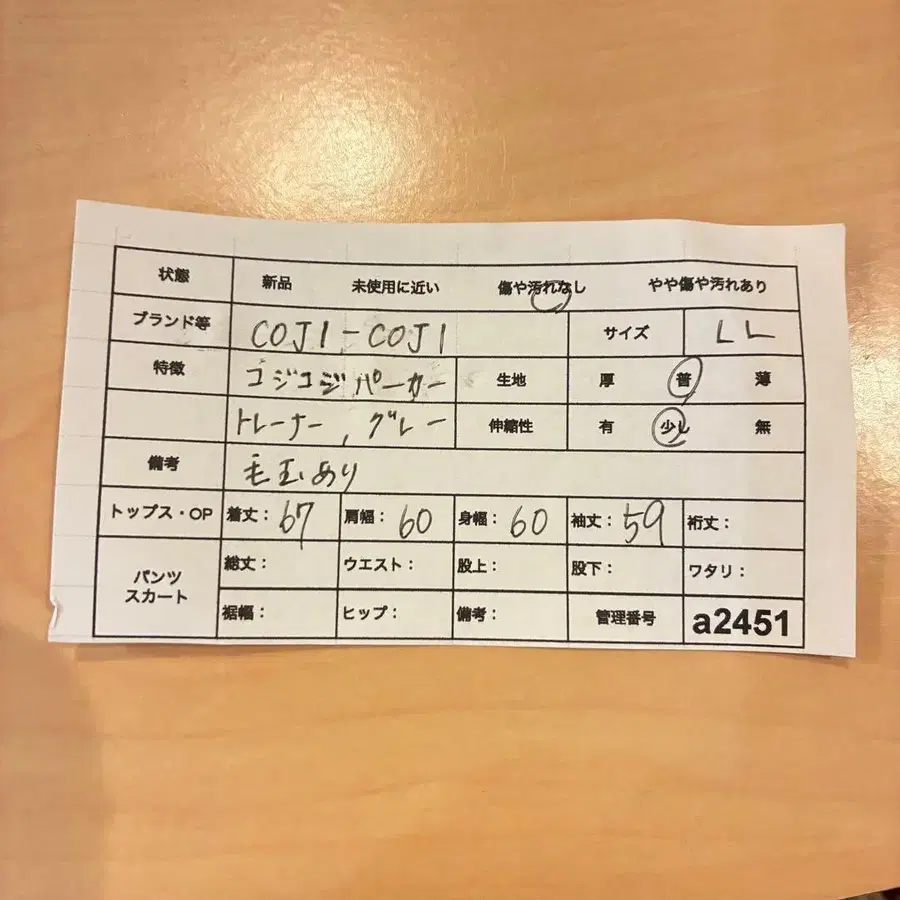 状態 新品 未使用に近い 傷や汚れなし やや傷や汚れあり
ブランド等 COJI-COJI サイズ LL
特徴 コジコジパーカー 生地 厚 普 薄
トレーナー，グレー 伸縮性 有 少し 無
備考 毛玉あり
トップス・OP 着丈： 67 肩幅： 60 身幅： 60 袖丈： 59 裄丈：
パンツ スカート 総丈： ウエスト： 股上： 股下： ワタリ：
裾幅： ヒップ： 備考： 管理番号 a2451